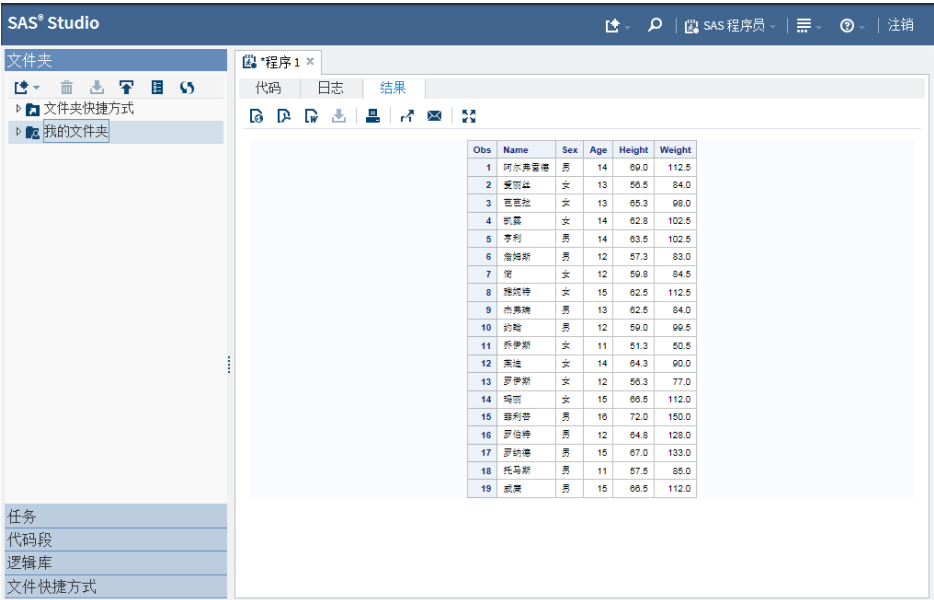 SAS® Studio
SAS 程序员
注销
文件夹
文件夹快捷方式
我的文件夹
任务
代码段
逻辑库
文件快捷方式
*程序 1 ×
代码 日志 结果
Obs Name Sex Age Height Weight
1 阿尔弗雷德 男 14 69.0 112.5
2 爱丽丝 女 13 56.5 84.0
3 芭芭拉 女 13 65.3 98.0
4 凯露 女 14 62.8 102.5
5 亨利 男 14 63.5 102.5
6 詹姆斯 男 12 57.3 83.0
7 简 女 12 59.8 84.5
8 雅妮特 女 15 62.5 112.5
9 杰弗瑞 男 13 62.5 84.0
10 约翰 男 12 59.0 99.5
11 乔伊斯 女 11 51.3 50.5
12 茱迪 女 14 64.3 90.0
13 罗伊斯 女 12 56.3 77.0
14 玛丽 女 15 66.5 112.0
15 菲利普 男 16 72.0 150.0
16 罗伯特 男 12 64.8 128.0
17 罗纳德 男 15 67.0 133.0
18 托马斯 男 11 57.5 85.0
19 威廉 男 15 66.5 112.0